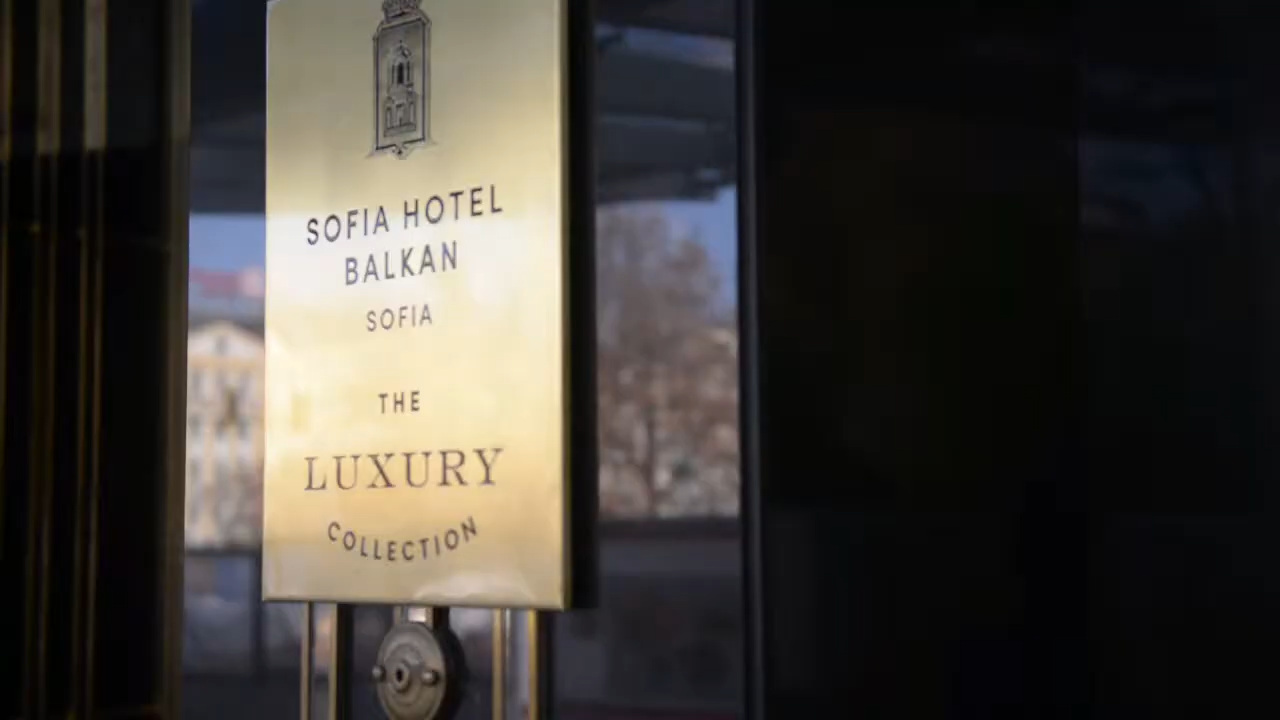 SOFIA HOTEL
BALKAN
SOFIA
THE
LUXURY
COLLECTION